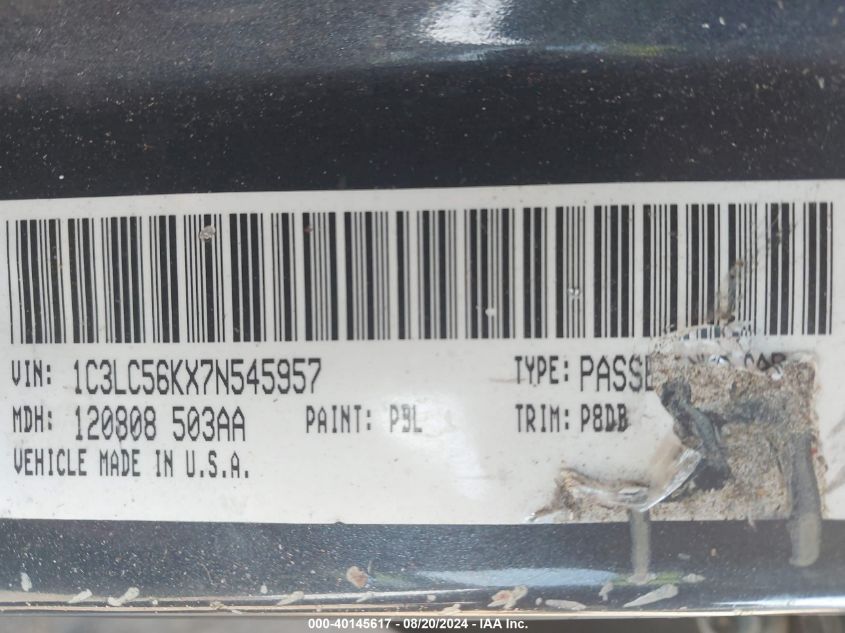 VIN: 1C3LC56KX7N545957 TYPE:
MDH: 120808 503AA PAINT: PBL TRIM: P8DB
VEHICLE MADE IN U.S.A.
000-40145617 - 08/20/2024 - IAA Inc.